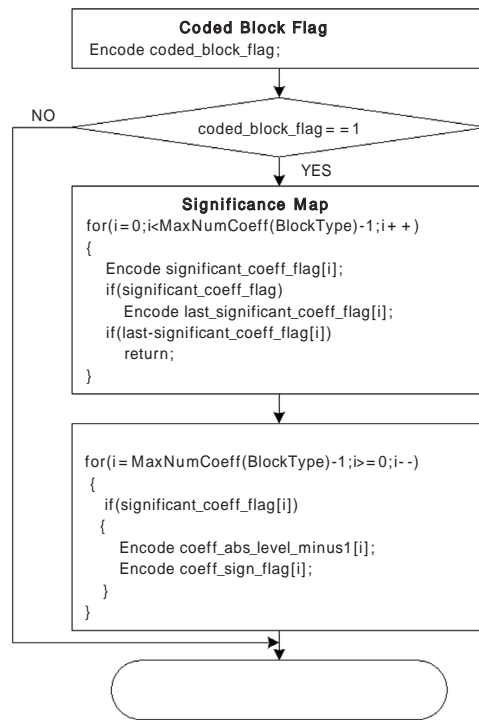 Coded Block Flag
Encode coded_block_flag;
coded_block_flag==1
NO
YES
Significance Map
for(i=0;i<MaxNumCoeff(BlockType)-1;i++)
{
Encode significant_coeff_flag[i];
if(significant_coeff_flag)
Encode last_significant_coeff_flag[i];
if(last-significant_coeff_flag[i])
return;
}
for(i=MaxNumCoeff(BlockType)-1;i>=0;i--)
{
if(significant_coeff_flag[i])
{
Encode coeff_abs_level_minus1[i];
Encode coeff_sign_flag[i];
}
}